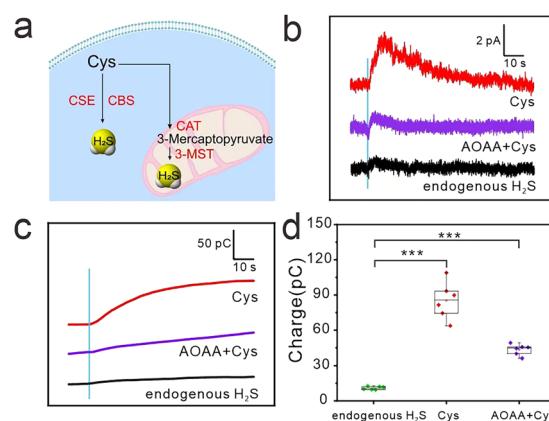 a
Cys
CSE
CBS
H₂S
CAT
3-Mercaptopyruvate
3-MST
H₂S
b
2 pA
10 s
Cys
AOAA+Cys
endogenous H₂S
c
50 pC
10 s
Cys
AOAA+Cys
endogenous H₂S
d
Charge(pC)
150
120
90
60
30
0
***
***
endogenous H₂S
Cys
AOAA+Cy